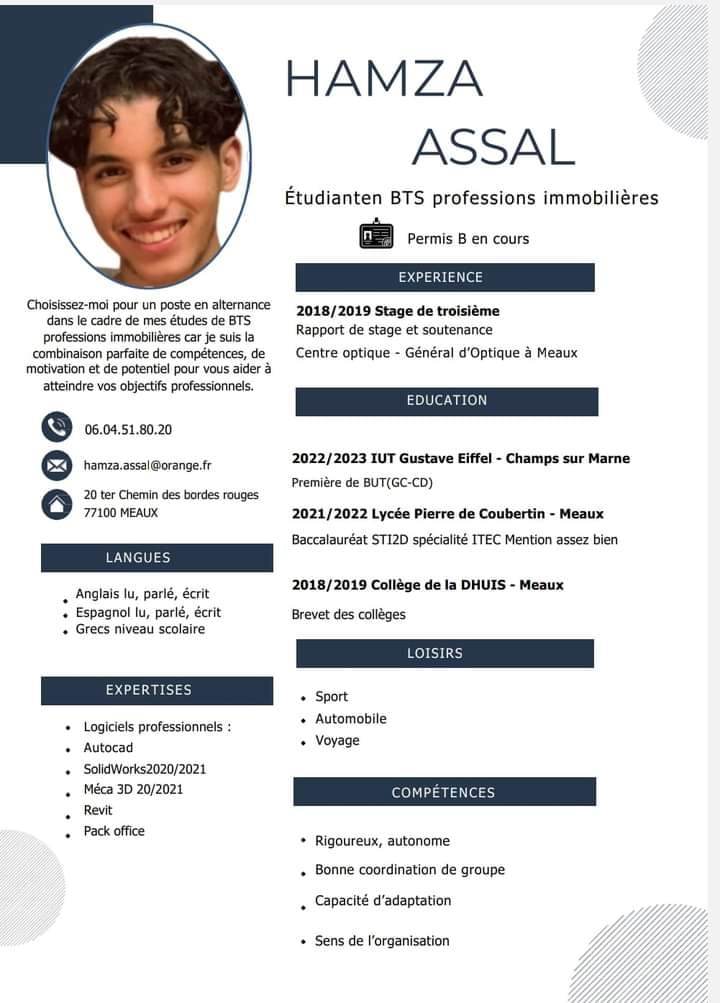 HAMZA
ASSAL
Étudianten BTS professions immobilières
Permis B en cours
Choisissez-moi pour un poste en alternance
dans le cadre de mes études de BTS
professions immobilières car je suis la
combinaison parfaite de compétences, de
motivation et de potentiel pour vous aider à
atteindre vos objectifs professionnels.
06.04.51.80.20
hamza.assal@orange.fr
20 ter Chemin des bordes rouges
77100 MEAUX
LANGUES
Anglais lu, parlé, écrit
Espagnol lu, parlé, écrit
Grecs niveau scolaire
EXPERTISES
Logiciels professionnels :
Autocad
SolidWorks2020/2021
Méca 3D 20/2021
Revit
Pack office
EXPERIENCE
2018/2019 Stage de troisième
Rapport de stage et soutenance
Centre optique - Général d'Optique à Meaux
EDUCATION
2022/2023 IUT Gustave Eiffel - Champs sur Marne
Première de BUT(GC-CD)
2021/2022 Lycée Pierre de Coubertin - Meaux
Baccalauréat STI2D spécialité ITEC Mention assez bien
2018/2019 Collège de la DHUIS - Meaux
Brevet des collèges
LOISIRS
Sport
Automobile
Voyage
COMPÉTENCES
Rigoureux, autonome
Bonne coordination de groupe
Capacité d'adaptation
Sens de l'organisation